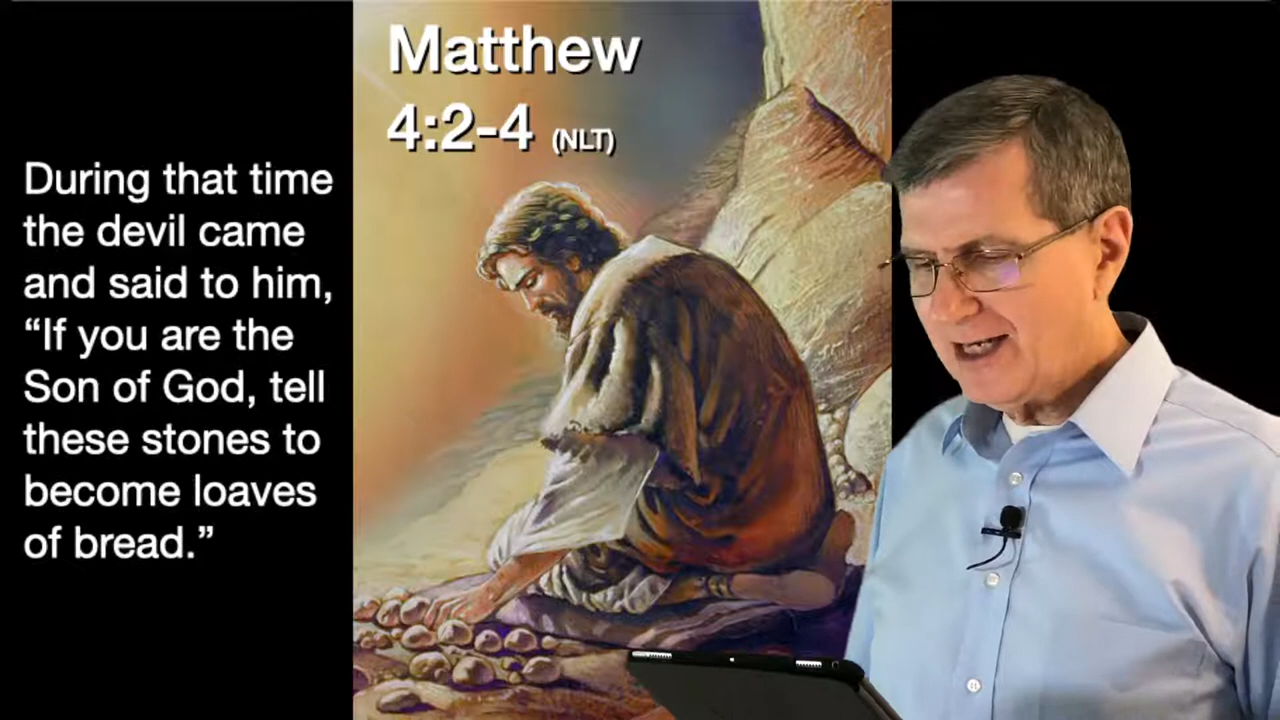 Matthew
4:2-4 (NLT)
During that time
the devil came
and said to him,
“If you are the
Son of God, tell
these stones to
become loaves
of bread.”